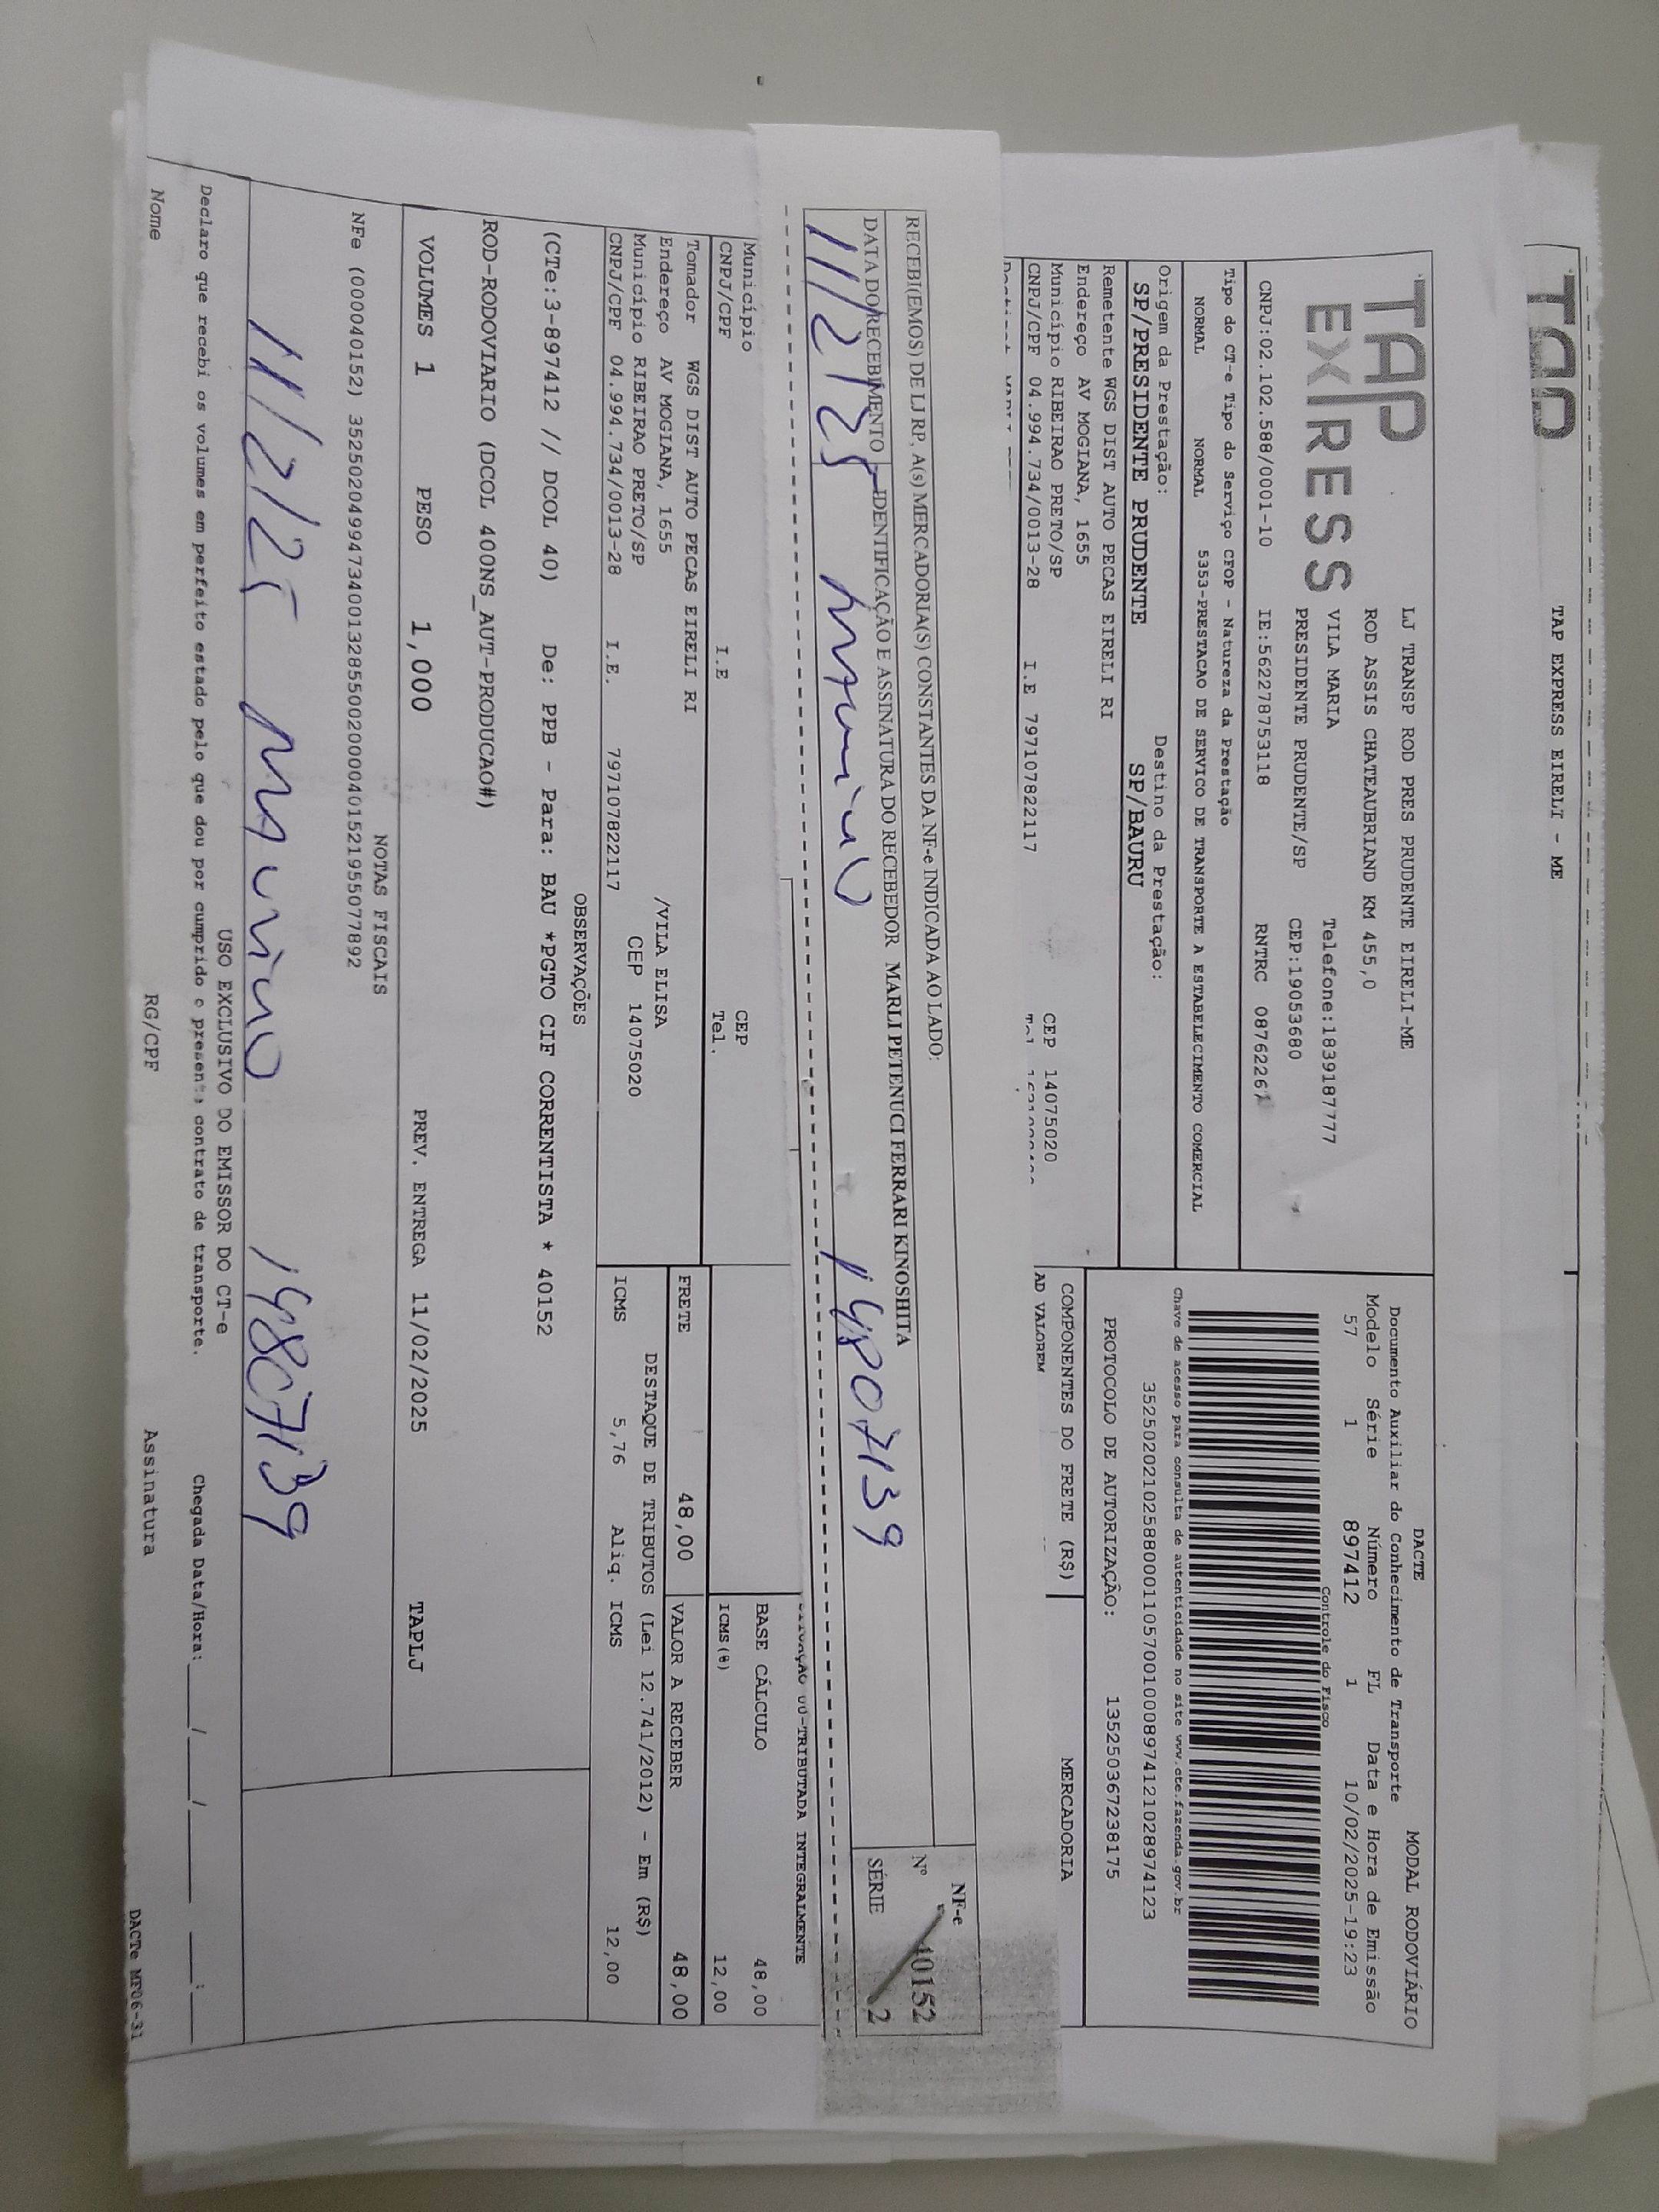 TAP EXPRESS EIRELI - ME
TAP
EXPRESS
LJ TRANSP ROD PRES PRUDENTE EIRELI-ME
ROD ASSIS CHATEAUBRIAND KM 455,0
VILA MARIA Telefone:1839187777
PRESIDENTE PRUDENTE/SP CEP:19053680
CNPJ:02.102.588/0001-10 IE:562278753118 RNTRC 08762261
Tipo do CT-e Tipo do Serviço CFOP - Natureza da Prestação
NORMAL NORMAL 5353-PRESTACAO DE SERVICO DE TRANSPORTE A ESTABELECIMENTO COMERCIAL
Origem da Prestação: Destino da Prestação:
SP/PRESIDENTE PRUDENTE SP/BAURU
Remetente WGS DIST AUTO PECAS EIRELI RI
Endereço AV MOGIANA, 1655
Município RIBEIRAO PRETO/SP CEP 14075020
CNPJ/CPF 04.994.734/0013-28 I.E 797107822117
DACTE MODAL RODOVIÁRIO
Documento Auxiliar do Conhecimento de Transporte
Modelo Série Número FL Data e Hora de Emissão
57 1 897412 1 10/02/2025-19:23
Controle do Fisco
Chave de acesso para consulta de autenticidade no site www.cte.fazenda.gov.br
35250202102588000110570010008974121028974123
PROTOCOLO DE AUTORIZAÇÃO: 135250367238175
COMPONENTES DO FRETE (R$) MERCADORIA
AD VALOREM
RECEBI(EMOS) DE LJ RP, A(s) MERCADORIA(S) CONSTANTES DA NF-e INDICADA AO LADO:
DATA DO RECEBIMENTO IDENTIFICAÇÃO E ASSINATURA DO RECEBEDOR MARLI PETENUCI FERRARI KINOSHITA
11/2/25 14807139
NF-e
Nº 40152
SÉRIE 2
-TRIBUTADA INTEGRALMENTE
Município CEP
CNPJ/CPF I.E Tel.
BASE CÁLCULO 48,00
ICMS(%) 12,00
Tomador WGS DIST AUTO PECAS EIRELI RI
Endereço AV MOGIANA, 1655 /VILA ELISA
Município RIBEIRAO PRETO/SP CEP 14075020
CNPJ/CPF 04.994.734/0013-28 I.E. 797107822117
FRETE 48,00 VALOR A RECEBER 48,00
DESTAQUE DE TRIBUTOS (Lei 12.741/2012) - Em (R$)
ICMS 5,76 Aliq. ICMS 12,00
OBSERVAÇÕES
(CTe:3-897412 // DCOL 40) De: PPB - Para: BAU *PGTO CIF CORRENTISTA * 40152
ROD-RODOVIARIO (DCOL 400NS_AUT-PRODUCAO#)
VOLUMES 1 PESO 1,000 PREV. ENTREGA 11/02/2025 TAPLJ
NOTAS FISCAIS
NFe (000040152) 35250204994734001328550020000401521955077892
11/2/25 14807139
USO EXCLUSIVO DO EMISSOR DO CT-e
Declaro que recebi os volumes em perfeito estado pelo que dou por cumprido o presente contrato de transporte. Chegada Data/Hora:____/____/______ ___:___
Nome RG/CPF Assinatura
DACTe MF06-31